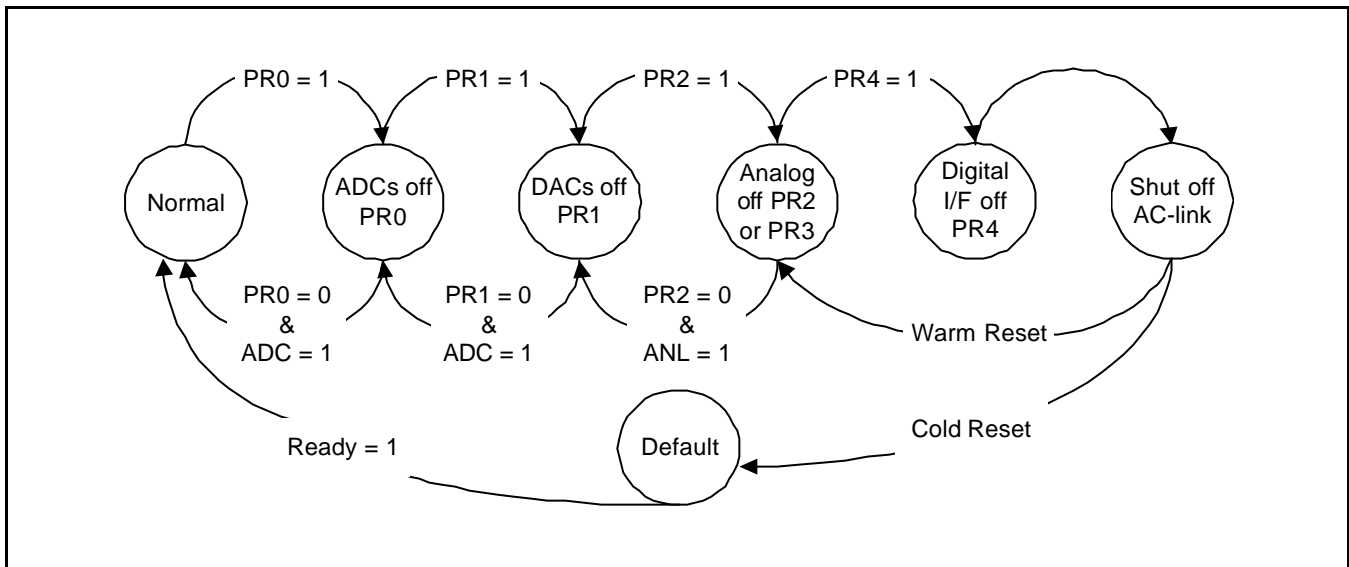 PR0 = 1
PR1 = 1
PR2 = 1
PR4 = 1
Normal
ADCs off
PR0
DACs off
PR1
Analog
off PR2
or PR3
Digital
I/F off
PR4
Shut off
AC-link
PR0 = 0
&
ADC = 1
PR1 = 0
&
ADC = 1
PR2 = 0
&
ANL = 1
Warm Reset
Ready = 1
Default
Cold Reset